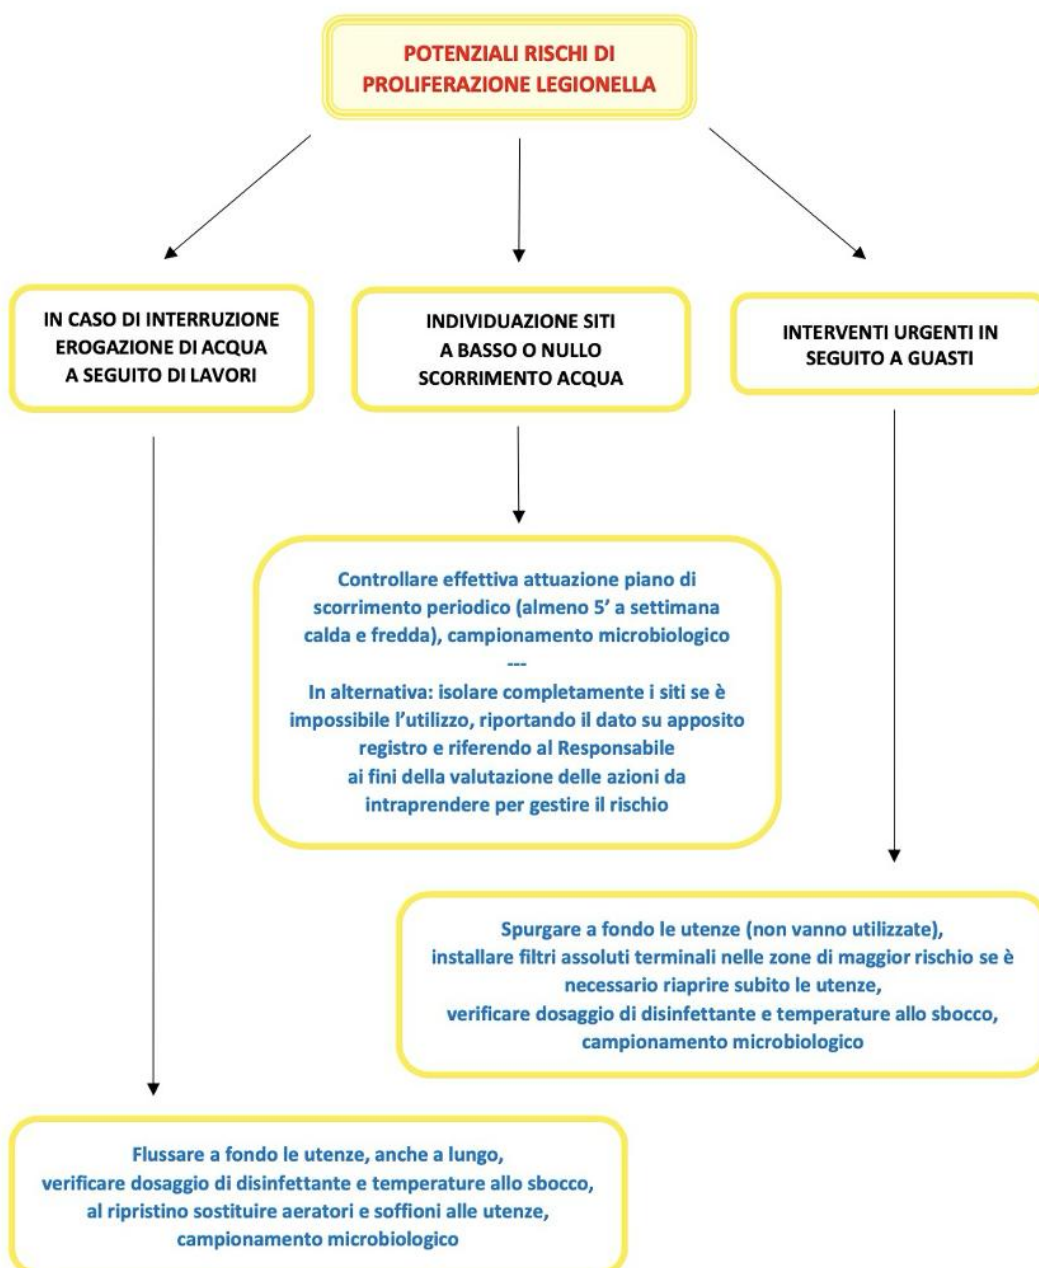 POTENZIALI RISCHI DI
PROLIFERAZIONE LEGIONELLA
IN CASO DI INTERRUZIONE
EROGAZIONE DI ACQUA
A SEGUITO DI LAVORI
INDIVIDUAZIONE SITI
A BASSO O NULLO
SCORRIMENTO ACQUA
INTERVENTI URGENTI IN
SEGUITO A GUASTI
Controllare effettiva attuazione piano di
scorrimento periodico (almeno 5’ a settimana
calda e fredda), campionamento microbiologico
---
In alternativa: isolare completamente i siti se è
impossibile l’utilizzo, riportando il dato su apposito
registro e riferendo al Responsabile
ai fini della valutazione delle azioni da
intraprendere per gestire il rischio
Spurgare a fondo le utenze (non vanno utilizzate),
installare filtri assoluti terminali nelle zone di maggior rischio se è
necessario riaprire subito le utenze,
verificare dosaggio di disinfettante e temperature allo sbocco,
campionamento microbiologico
Flussare a fondo le utenze, anche a lungo,
verificare dosaggio di disinfettante e temperature allo sbocco,
al ripristino sostituire aeratori e soffioni alle utenze,
campionamento microbiologico